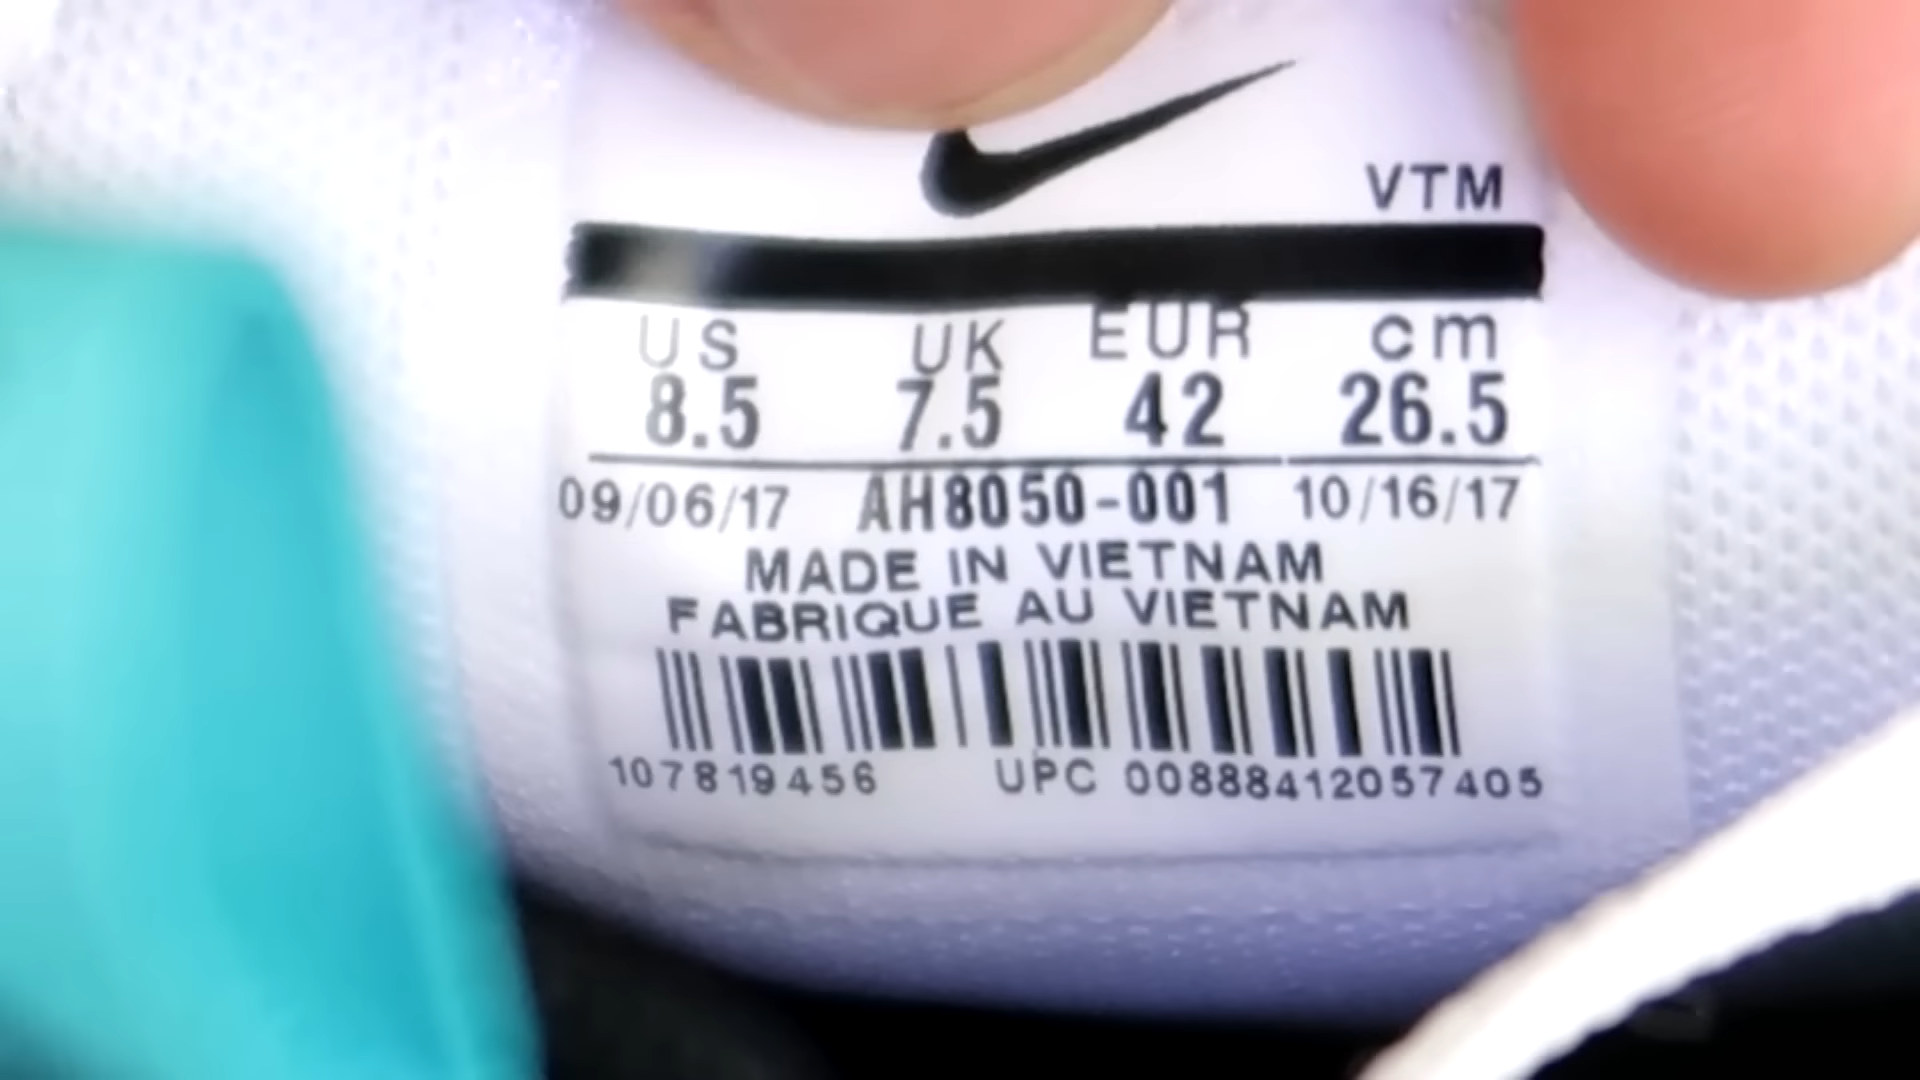 VTM
US UK EUR cm
8.5 7.5 42 26.5
09/06/17 AH8050-001 10/16/17
MADE IN VIETNAM
FABRIQUE AU VIETNAM
107819456 UPC 00888412057405